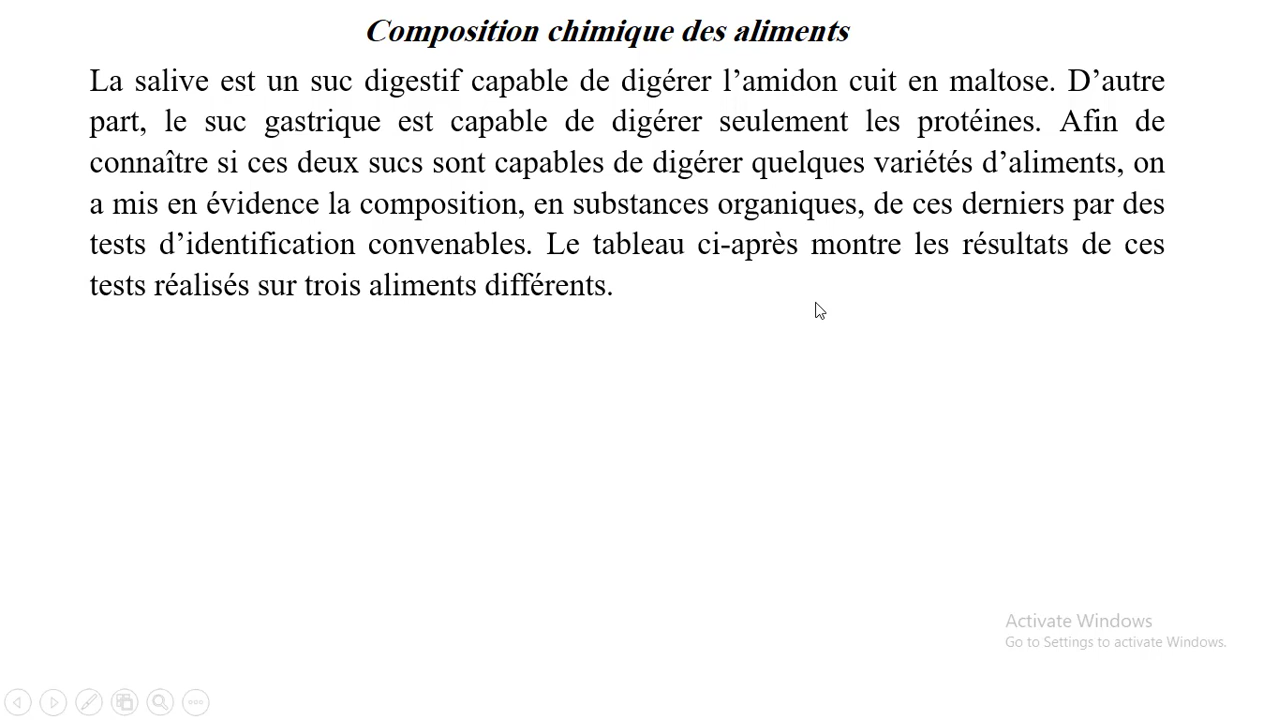 Composition chimique des aliments
La salive est un suc digestif capable de digérer l’amidon cuit en maltose. D’autre
part, le suc gastrique est capable de digérer seulement les protéines. Afin de
connaître si ces deux sucs sont capables de digérer quelques variétés d’aliments, on
a mis en évidence la composition, en substances organiques, de ces derniers par des
tests d’identification convenables. Le tableau ci-après montre les résultats de ces
tests réalisés sur trois aliments différents.
Activate Windows
Go to Settings to activate Windows.